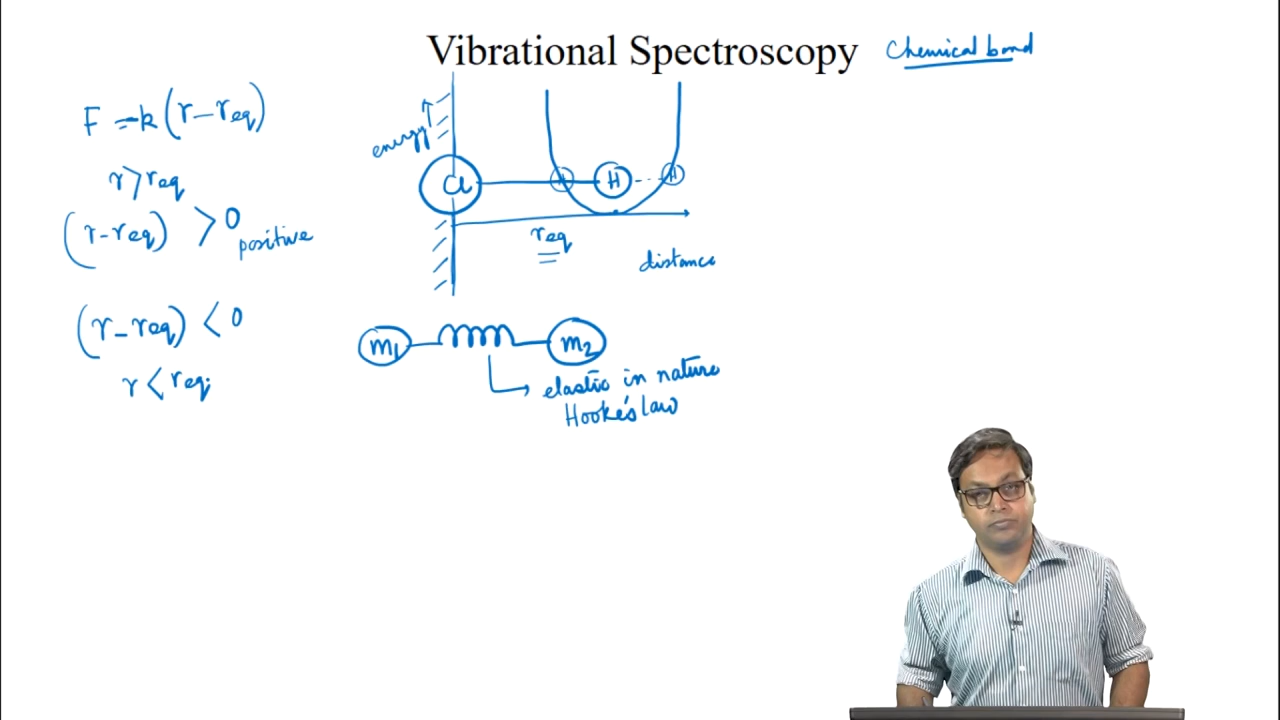 Vibrational Spectroscopy
Chemical bond
F = -k(r-req)
r>req
(r-req) >0
positive
(r-req) <0
r<req.
energy
Cl
H
H
H
req
distance
m1
m2
elastic in nature
Hooke's law